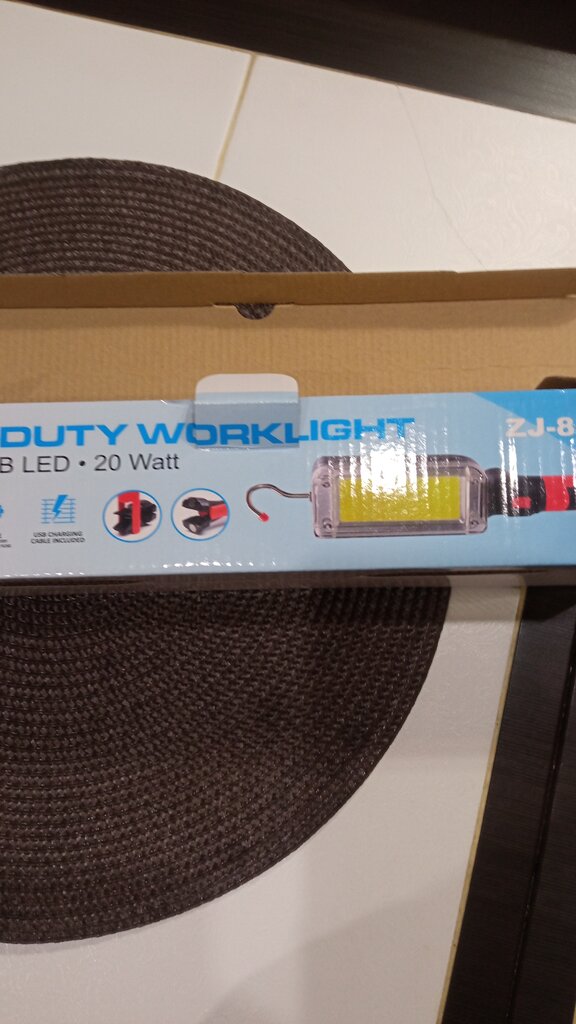 DUTY WORKLIGHT
ZJ-8
B LED • 20 Watt
USB CHARGING
CABLE INCLUDED